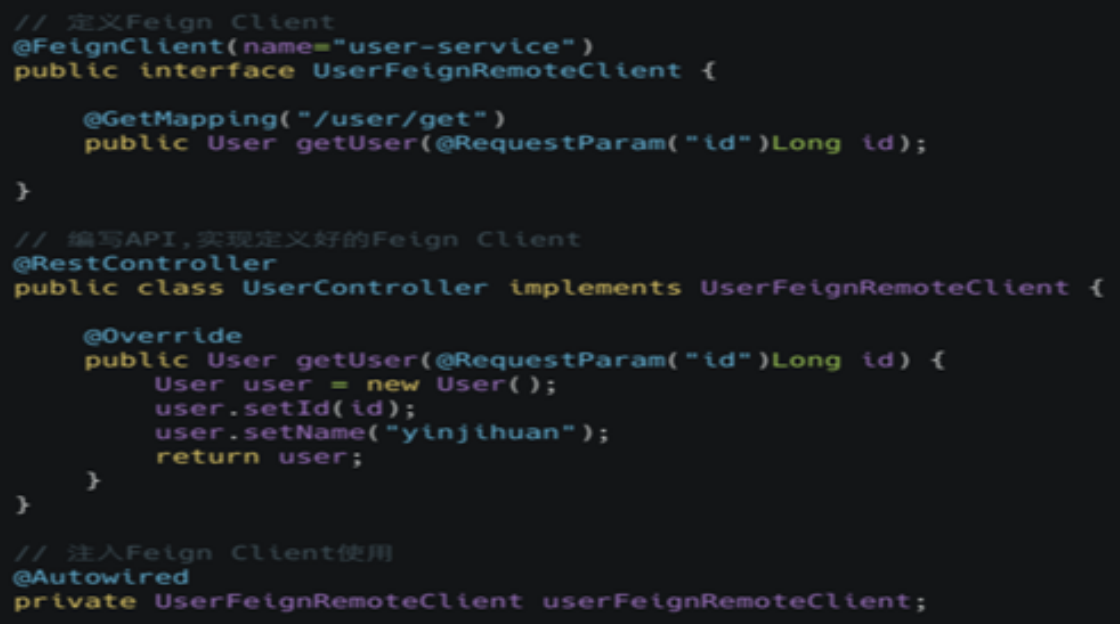 // 定义Feign Client
@FeignClient(name="user-service")
public interface UserFeignRemoteClient {
@GetMapping("/user/get")
public User getUser(@RequestParam("id")Long id);
}
// 编写API,实现定义好的Feign Client
@RestController
public class UserController implements UserFeignRemoteClient {
@Override
public User getUser(@RequestParam("id")Long id) {
User user = new User();
user.setId(id);
user.setName("yinjihuan");
return user;
}
}
// 注入Feign Client使用
@Autowired
private UserFeignRemoteClient userFeignRemoteClient;